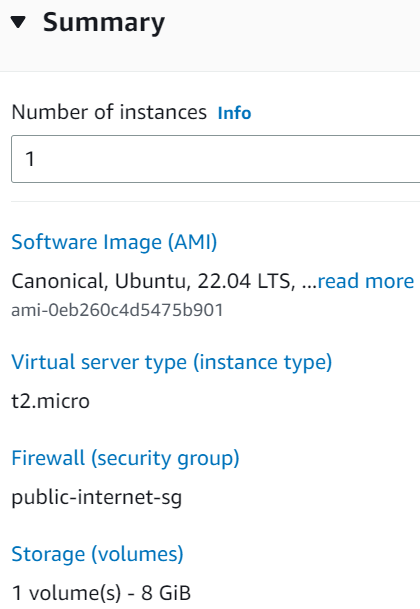 Summary
Number of instances Info
1
Software Image (AMI)
Canonical, Ubuntu, 22.04 LTS, ...read more
ami-0eb260c4d5475b901
Virtual server type (instance type)
t2.micro
Firewall (security group)
public-internet-sg
Storage (volumes)
1 volume(s) - 8 GiB